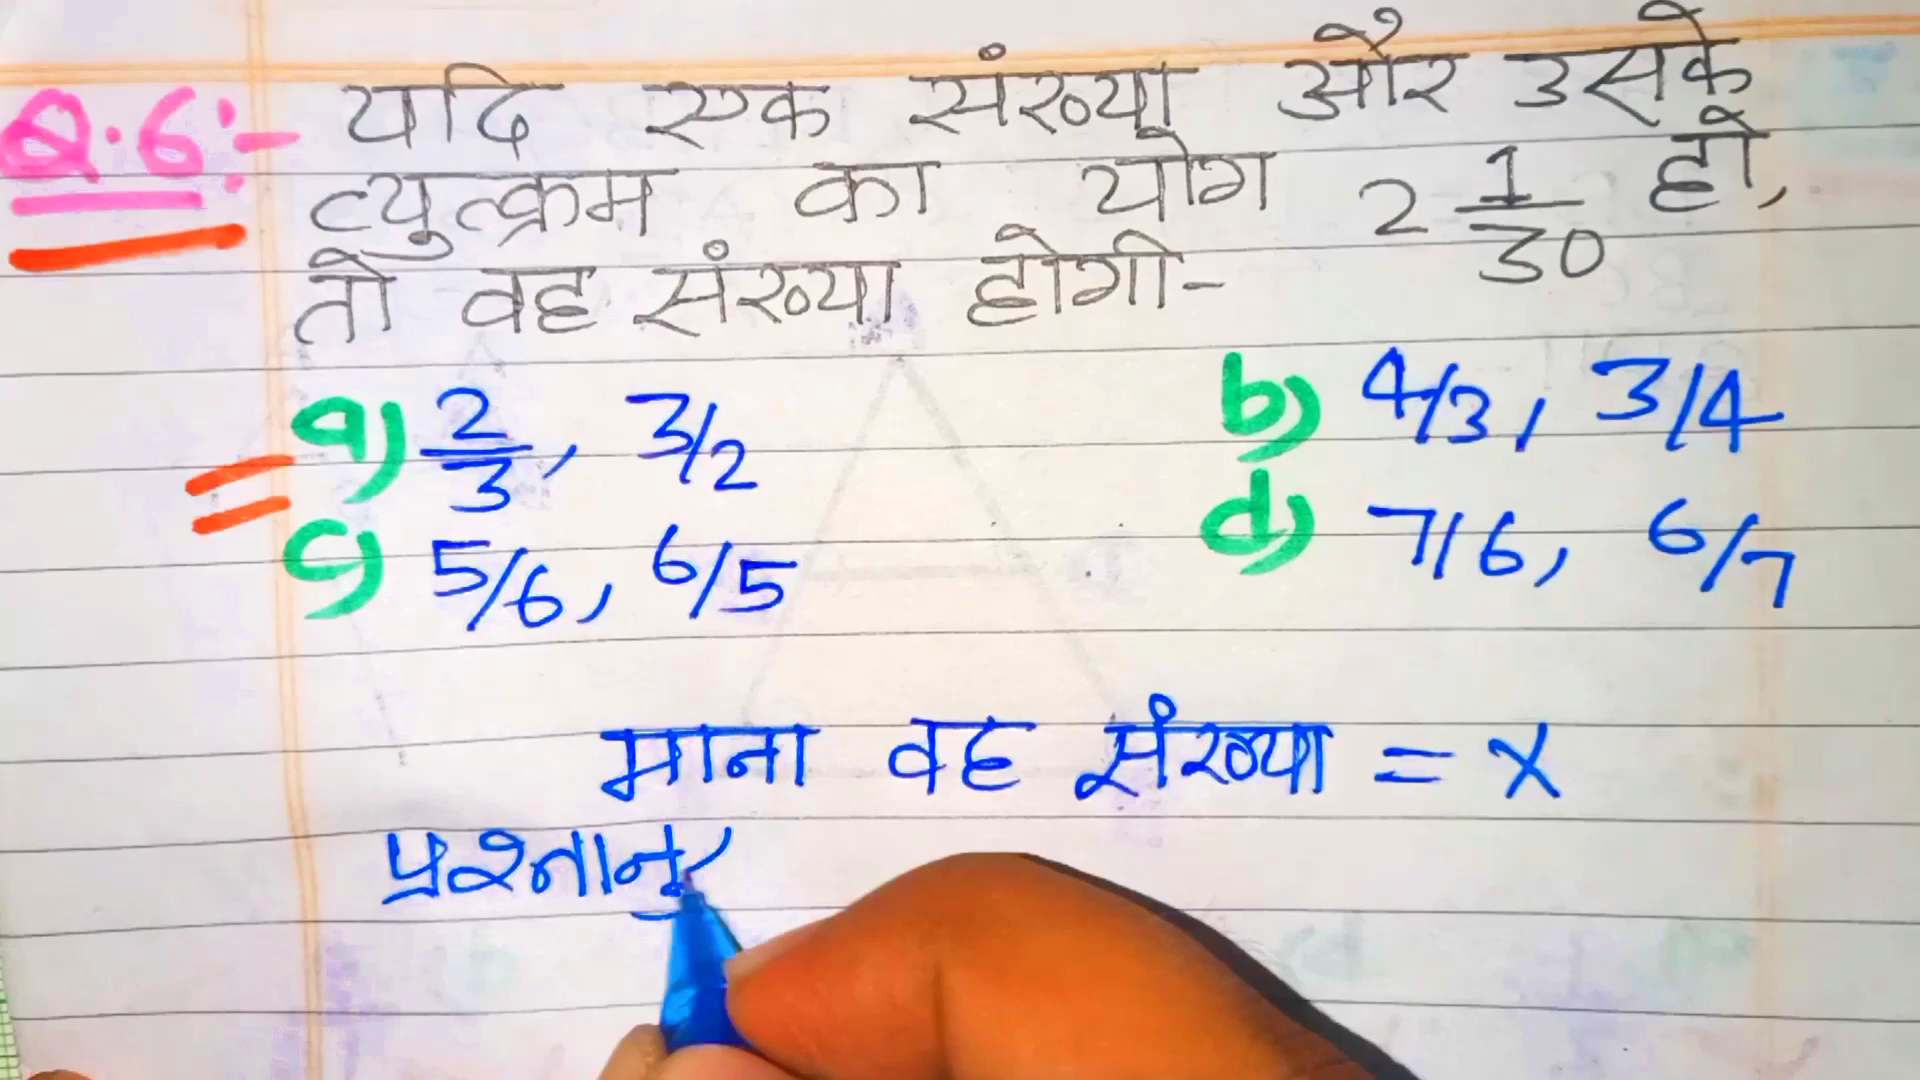 Q.6:- यदि एक संख्या और उसके
व्युत्क्रम का योग 2 1/30 हो,
तो वह संख्या होगी-
a) 2/3, 3/2 b) 4/3, 3/4
c) 5/6, 6/5 d) 7/6, 6/7
माना वह संख्या = x
प्रश्नानु